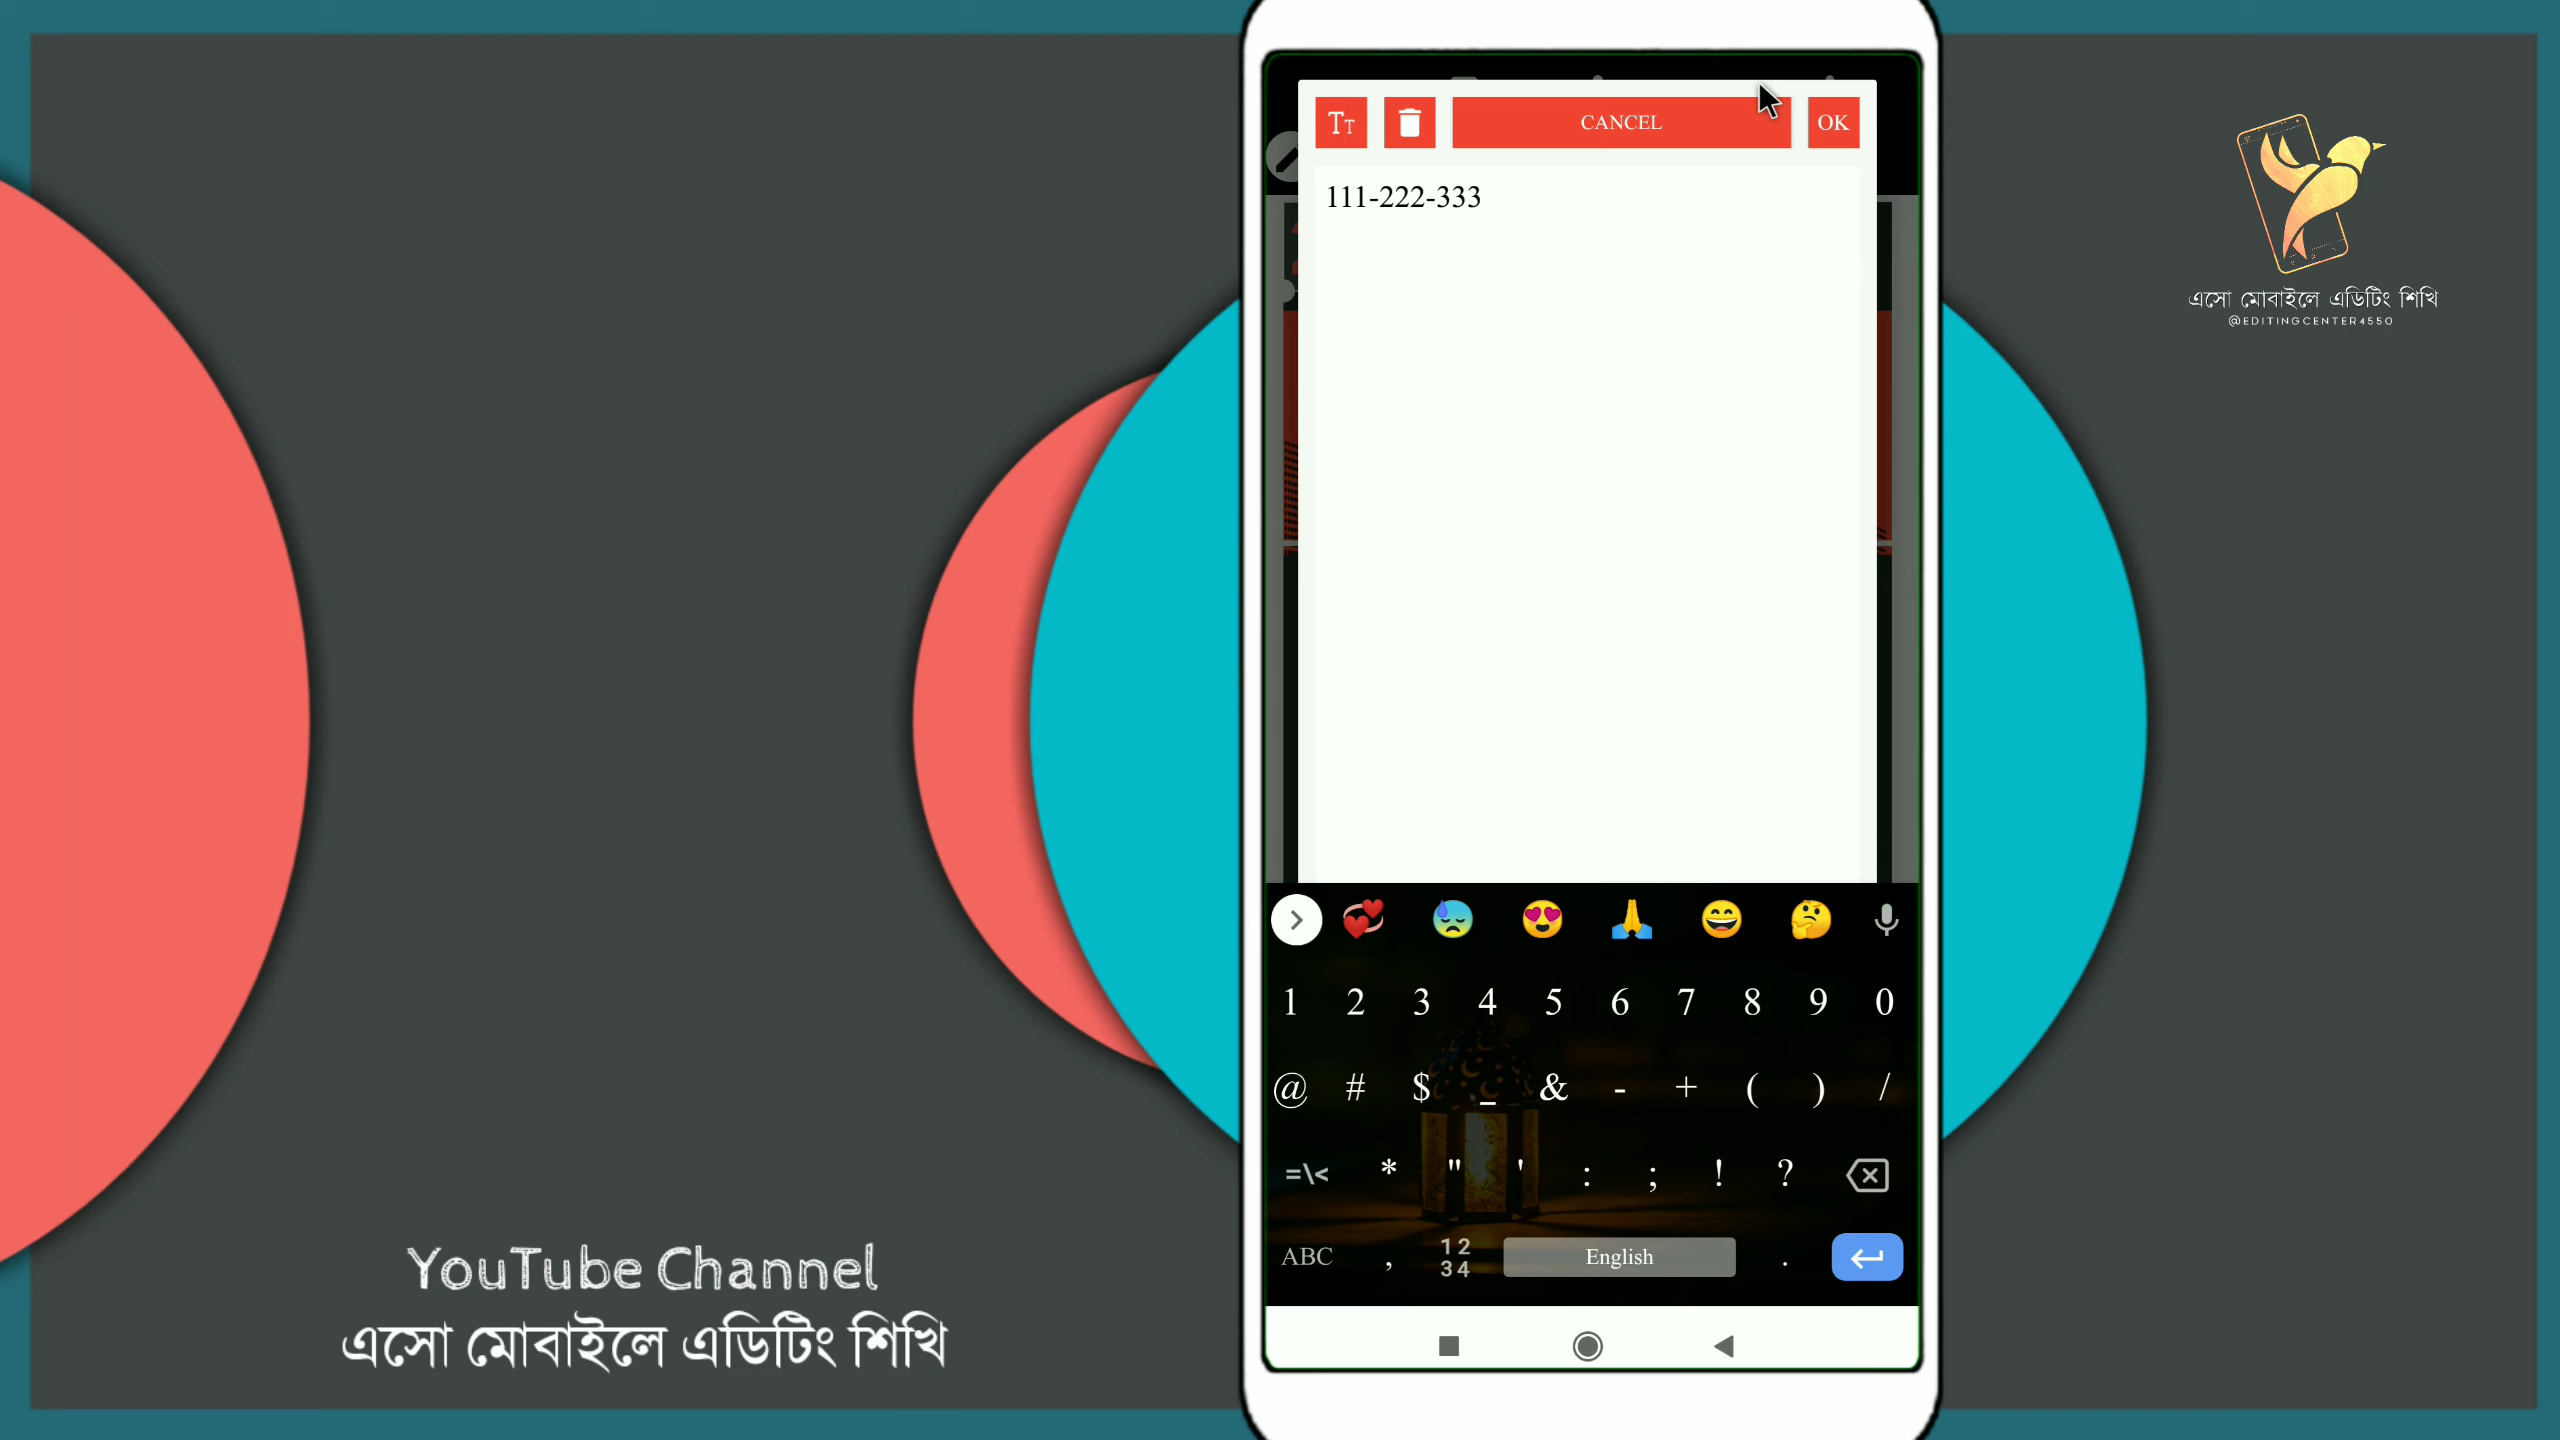 Tт
CANCEL
OK
111-222-333
এসো মোবাইলে এডিটিং শিখি
@EDITINGCENTER4550
1 2 3 4 5 6 7 8 9 0
@ # $ _ & - + ( ) /
=\< * " ' : ; ! ?
ABC , 12 34 English .
YouTube Channel
এসো মোবাইলে এডিটিং শিখি